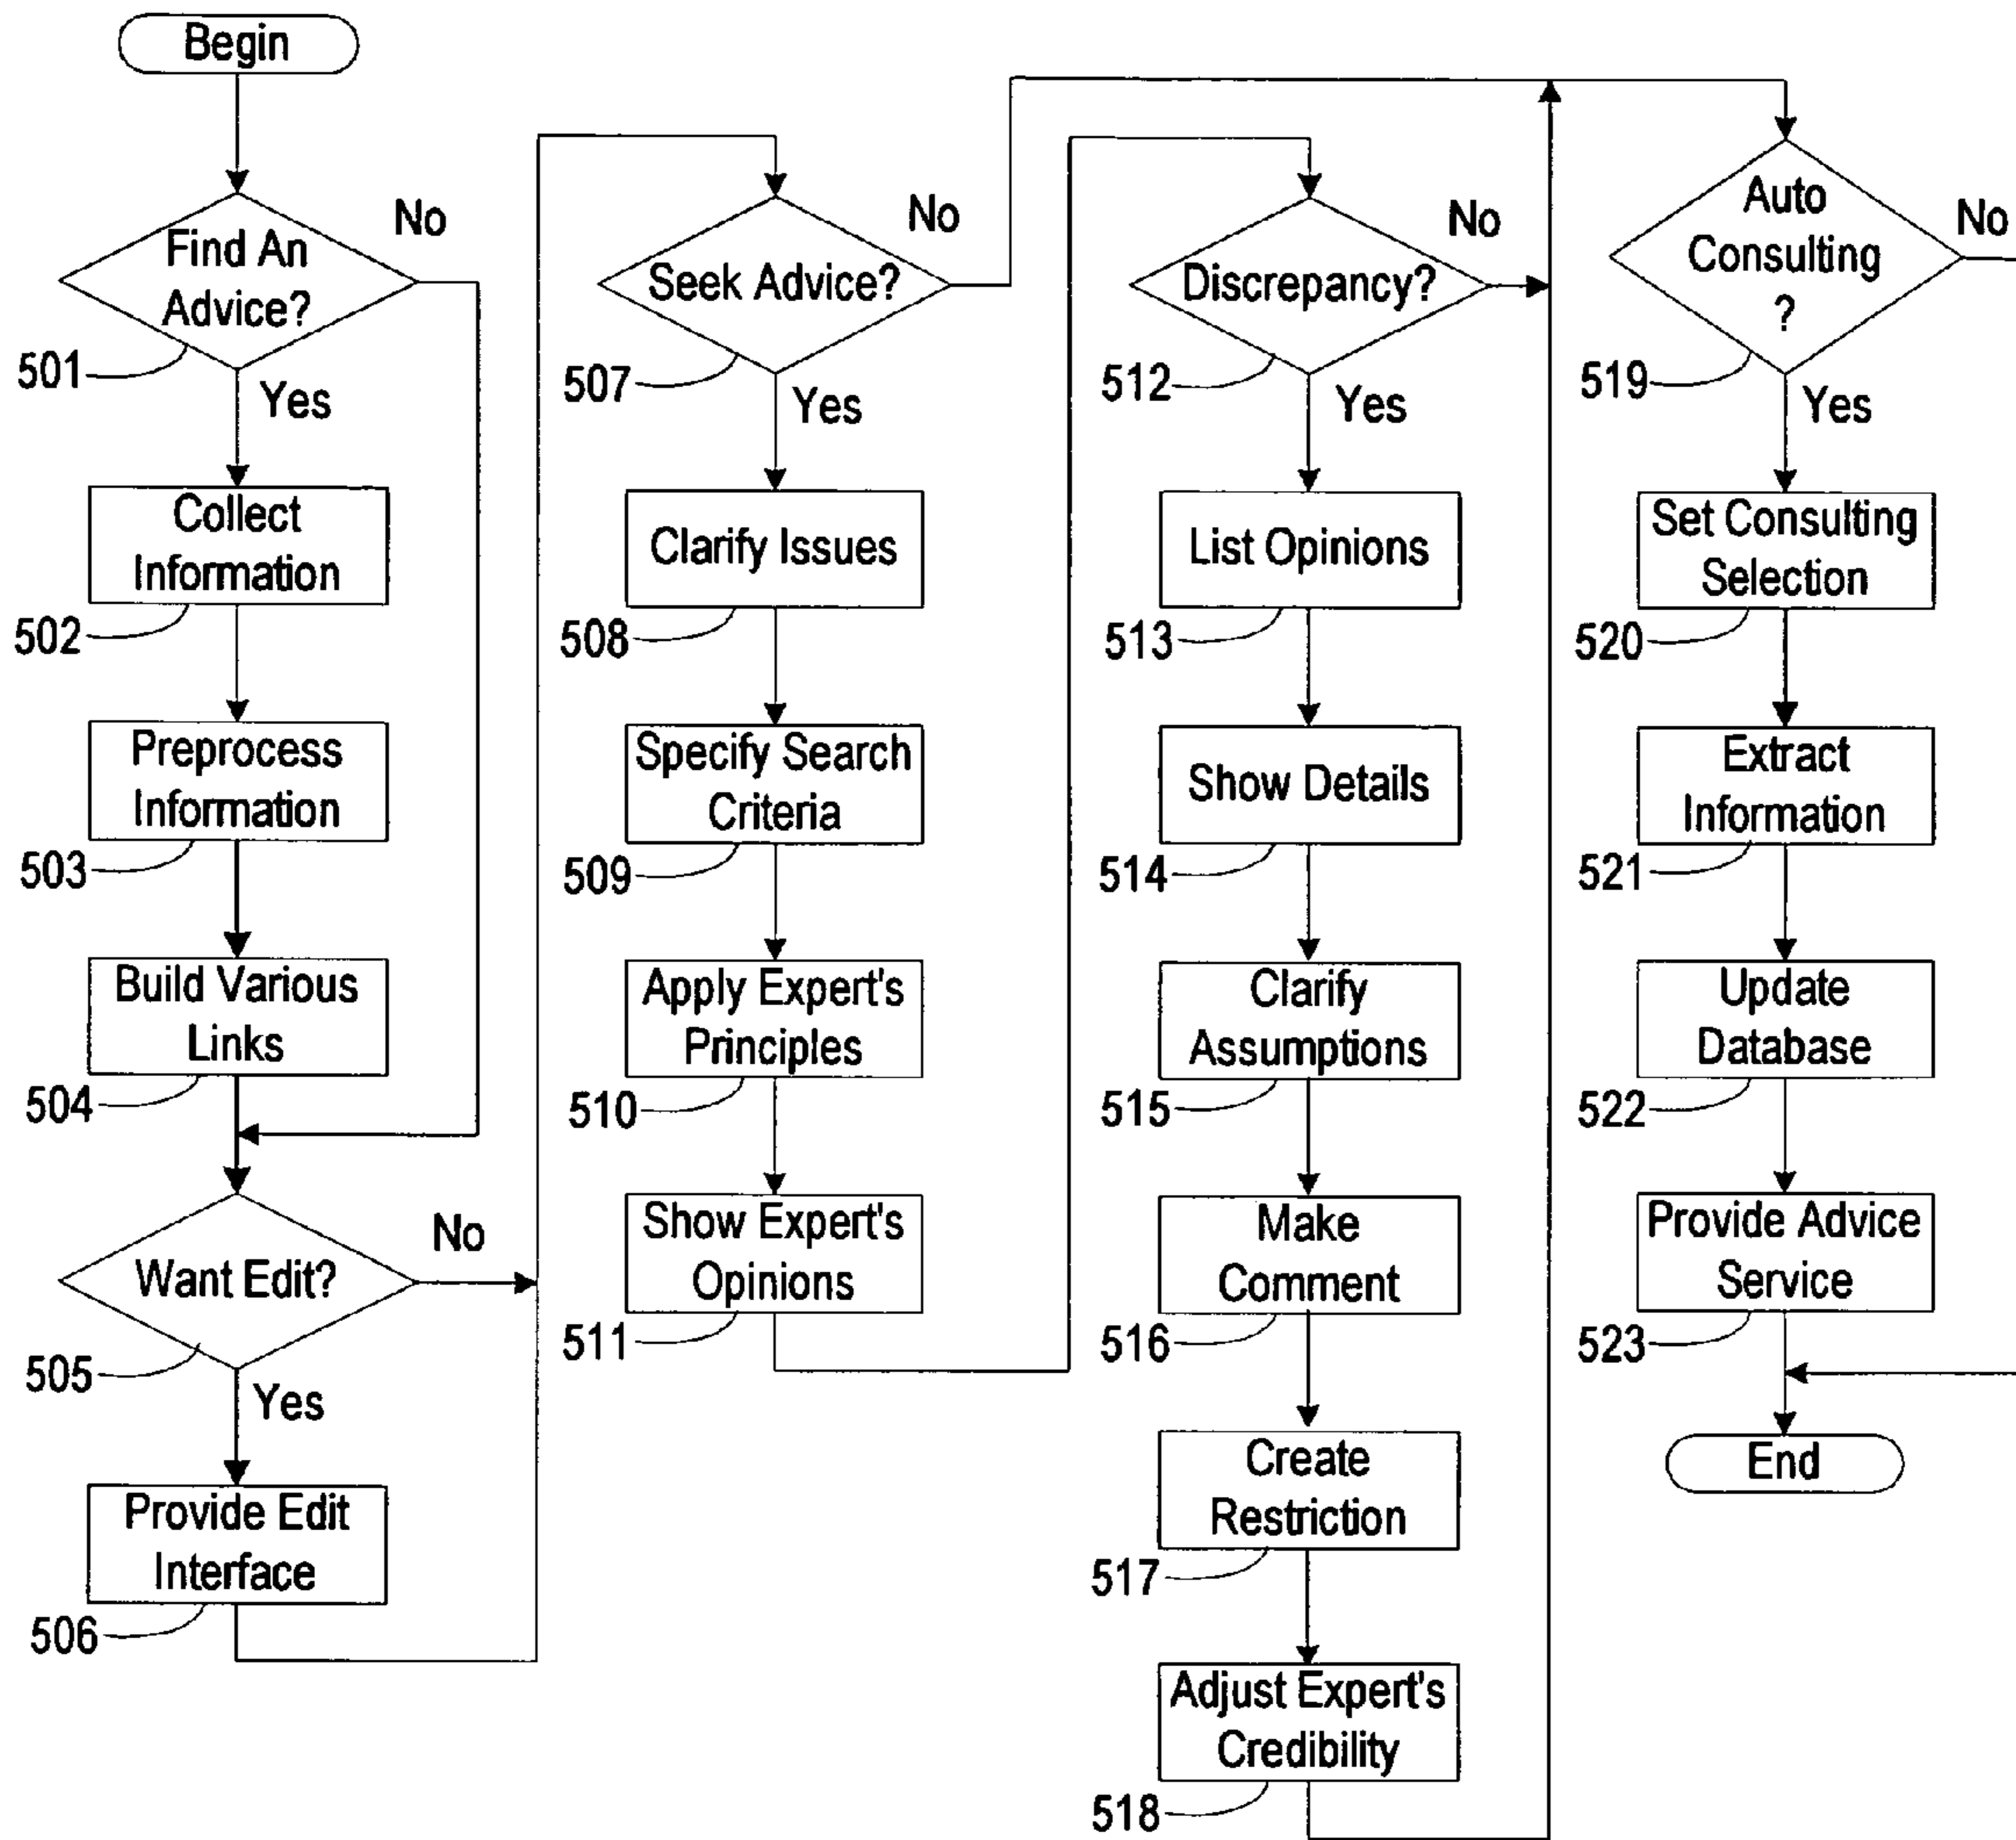 Begin
Find An
Advice?
No
501
Yes
Collect
Information
502
Preprocess
Information
503
Build Various
Links
504
Want Edit?
No
505
Yes
Provide Edit
Interface
506
Seek Advice?
No
507
Yes
Clarify Issues
508
Specify Search
Criteria
509
Apply Expert's
Principles
510
Show Expert's
Opinions
511
Discrepancy?
No
512
Yes
List Opinions
513
Show Details
514
Clarify
Assumptions
515
Make
Comment
516
Create
Restriction
517
Adjust Expert's
Credibility
518
Auto
Consulting
?
No
519
Yes
Set Consulting
Selection
520
Extract
Information
521
Update
Database
522
Provide Advice
Service
523
End